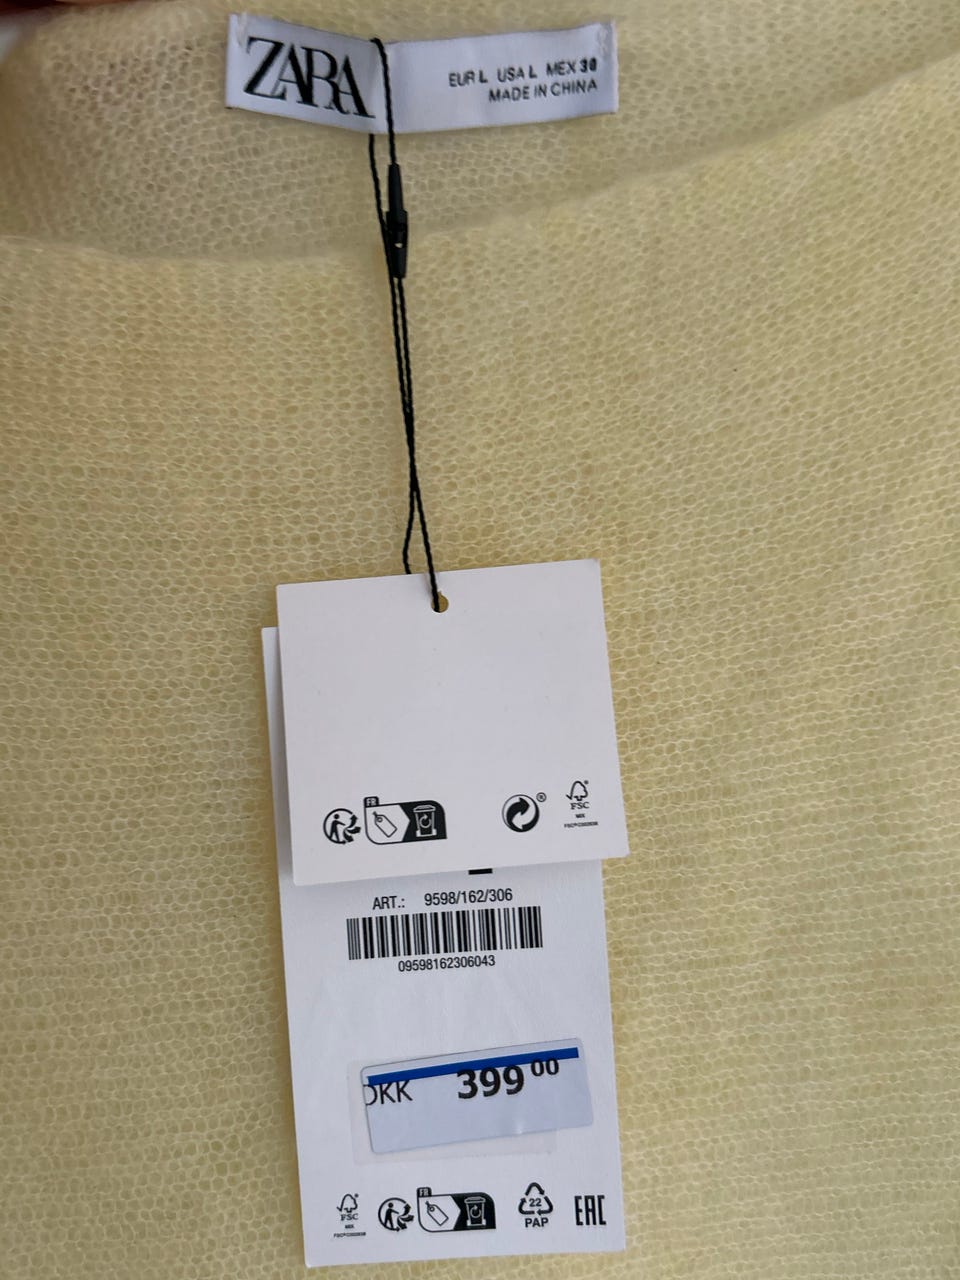 ZARA
EUR L USA L MEX 30
MADE IN CHINA
FR
®
FSC
MIX
ART.: 9598/162/306
09598162306043
DKK 399 00
FSC
MIX
FR
22
PAP
EAC